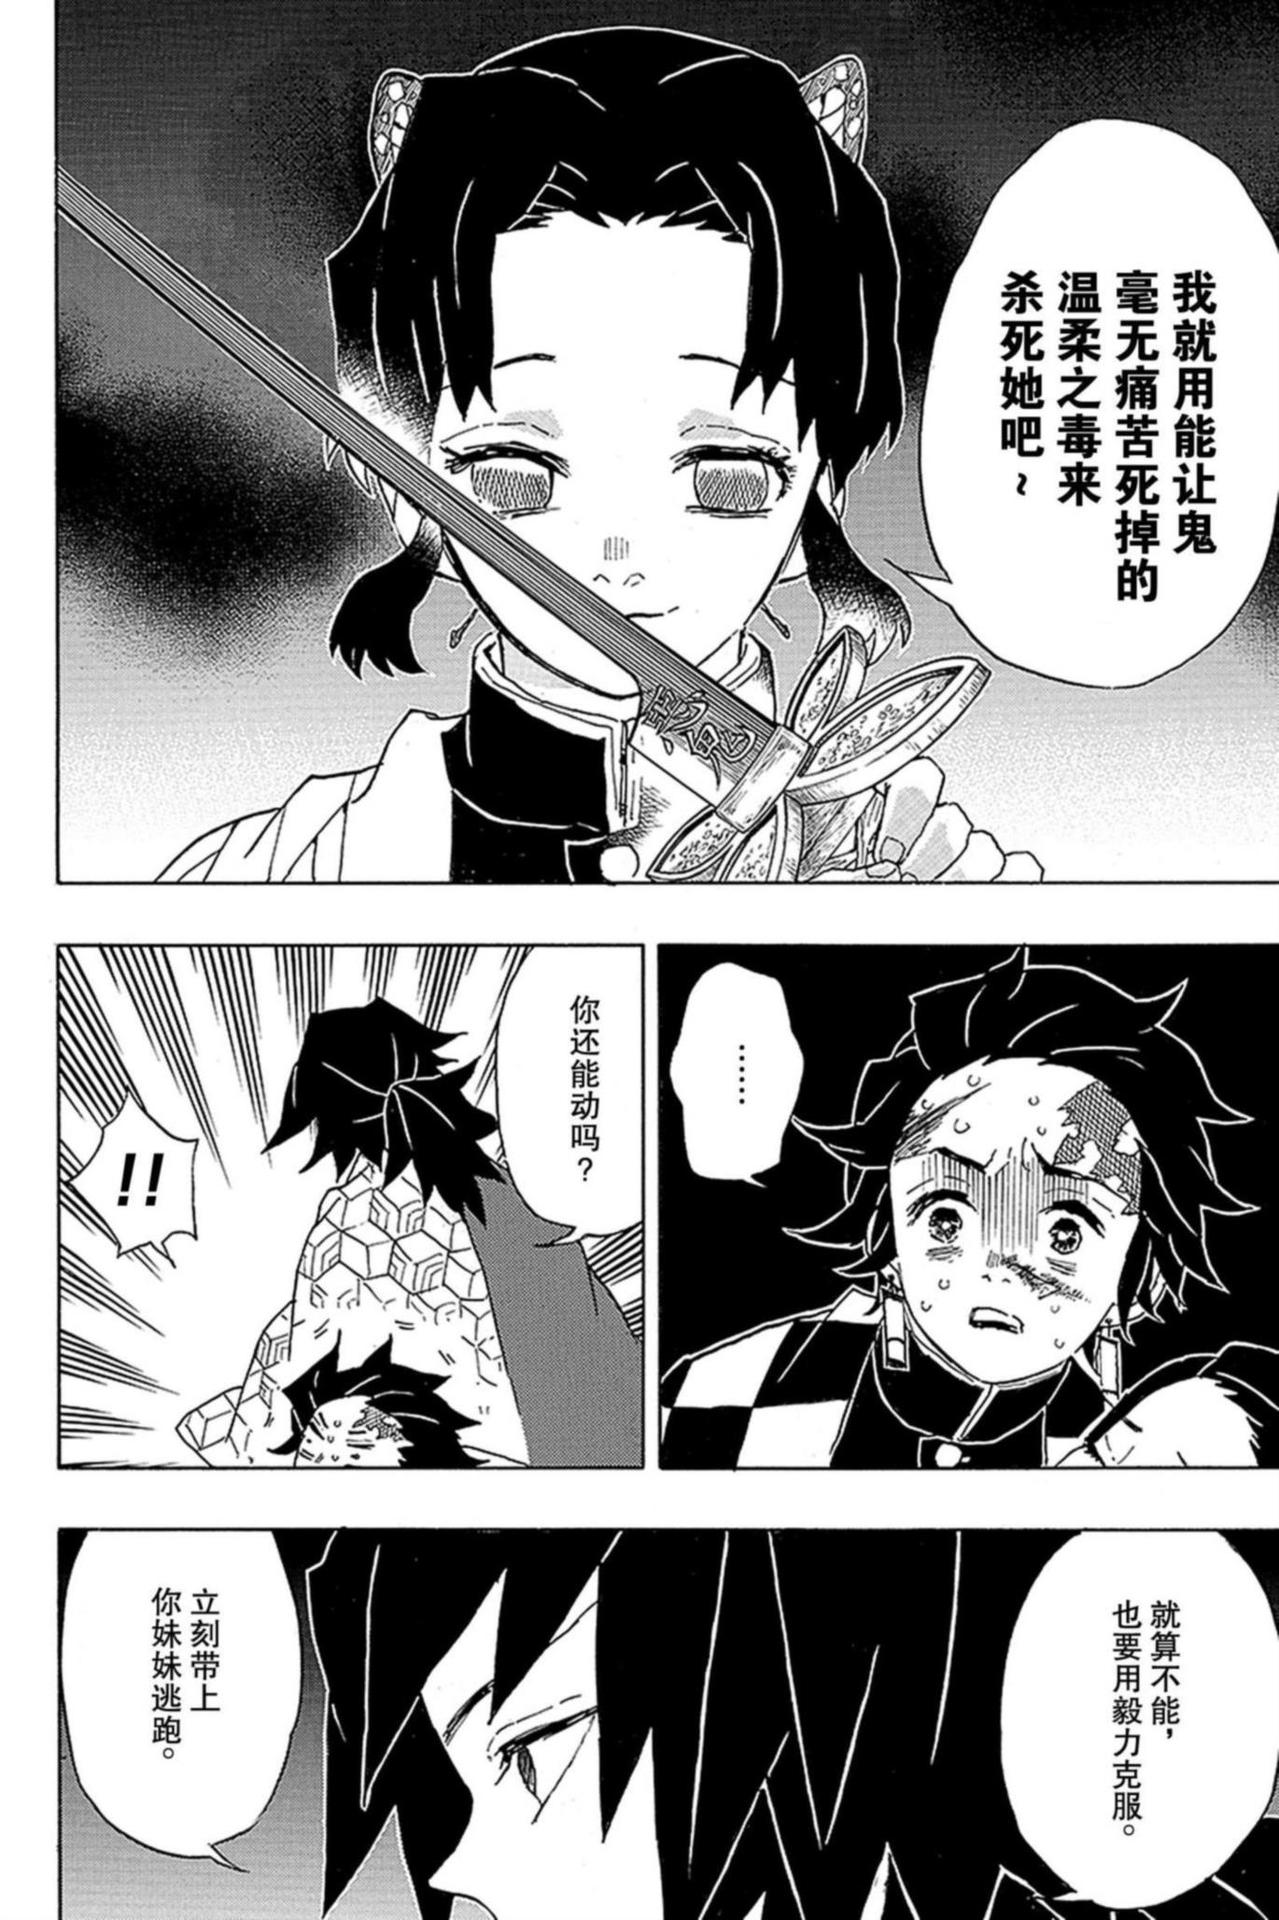 我就用能让鬼
毫无痛苦死掉的
温柔之毒来
杀死她吧~
惡鬼
……
你还能动吗?
!!
就算不能,
也要用毅力克服。
立刻带上
你妹妹逃跑。